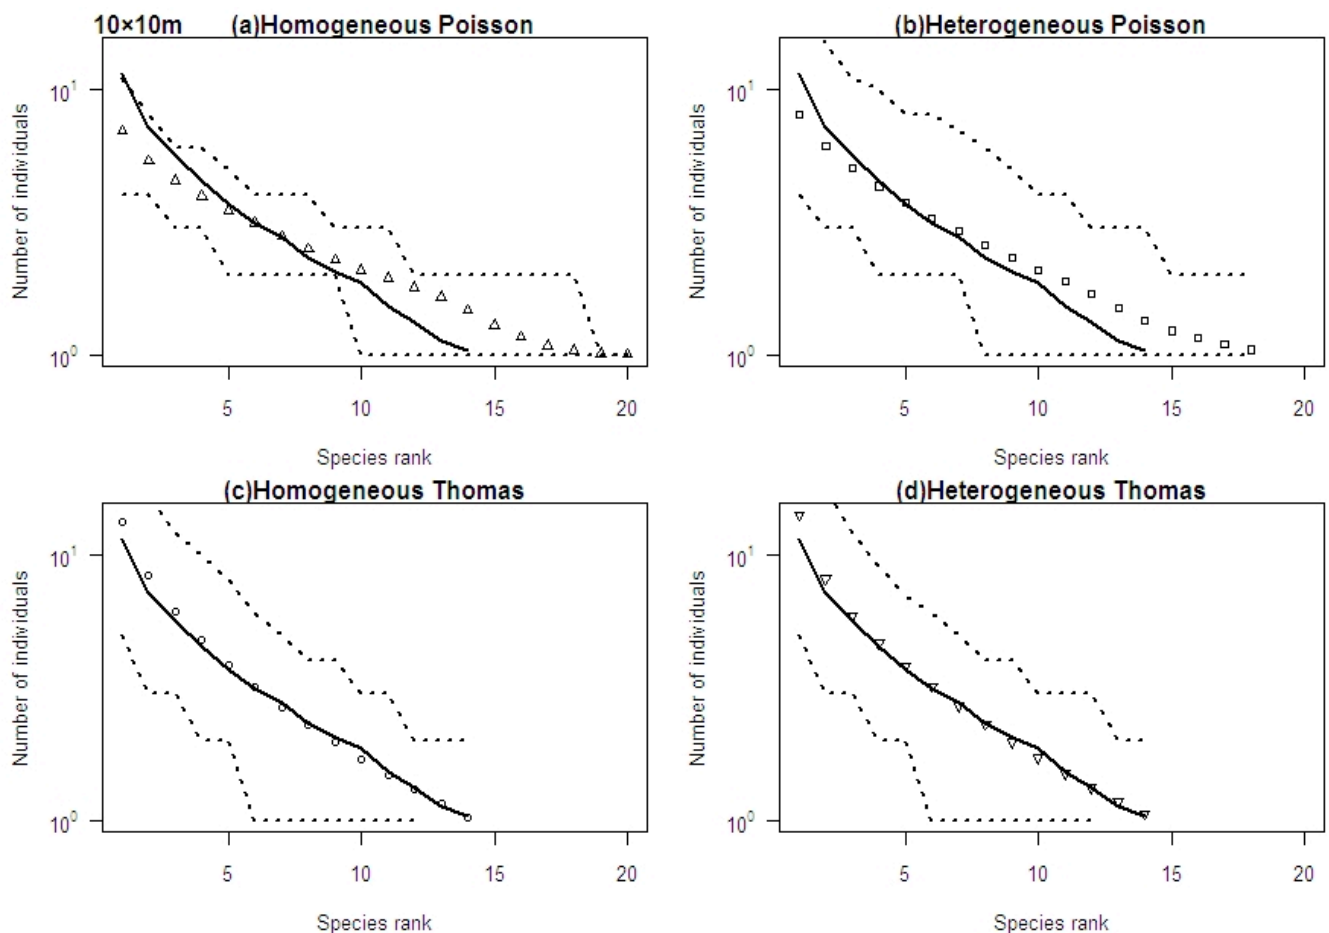 10×10m (a)Homogeneous Poisson
Number of individuals
10¹
10⁰
5 10 15 20
Species rank
(b)Heterogeneous Poisson
Number of individuals
10¹
10⁰
5 10 15 20
Species rank
(c)Homogeneous Thomas
Number of individuals
10¹
10⁰
5 10 15 20
Species rank
(d)Heterogeneous Thomas
Number of individuals
10¹
10⁰
5 10 15 20
Species rank